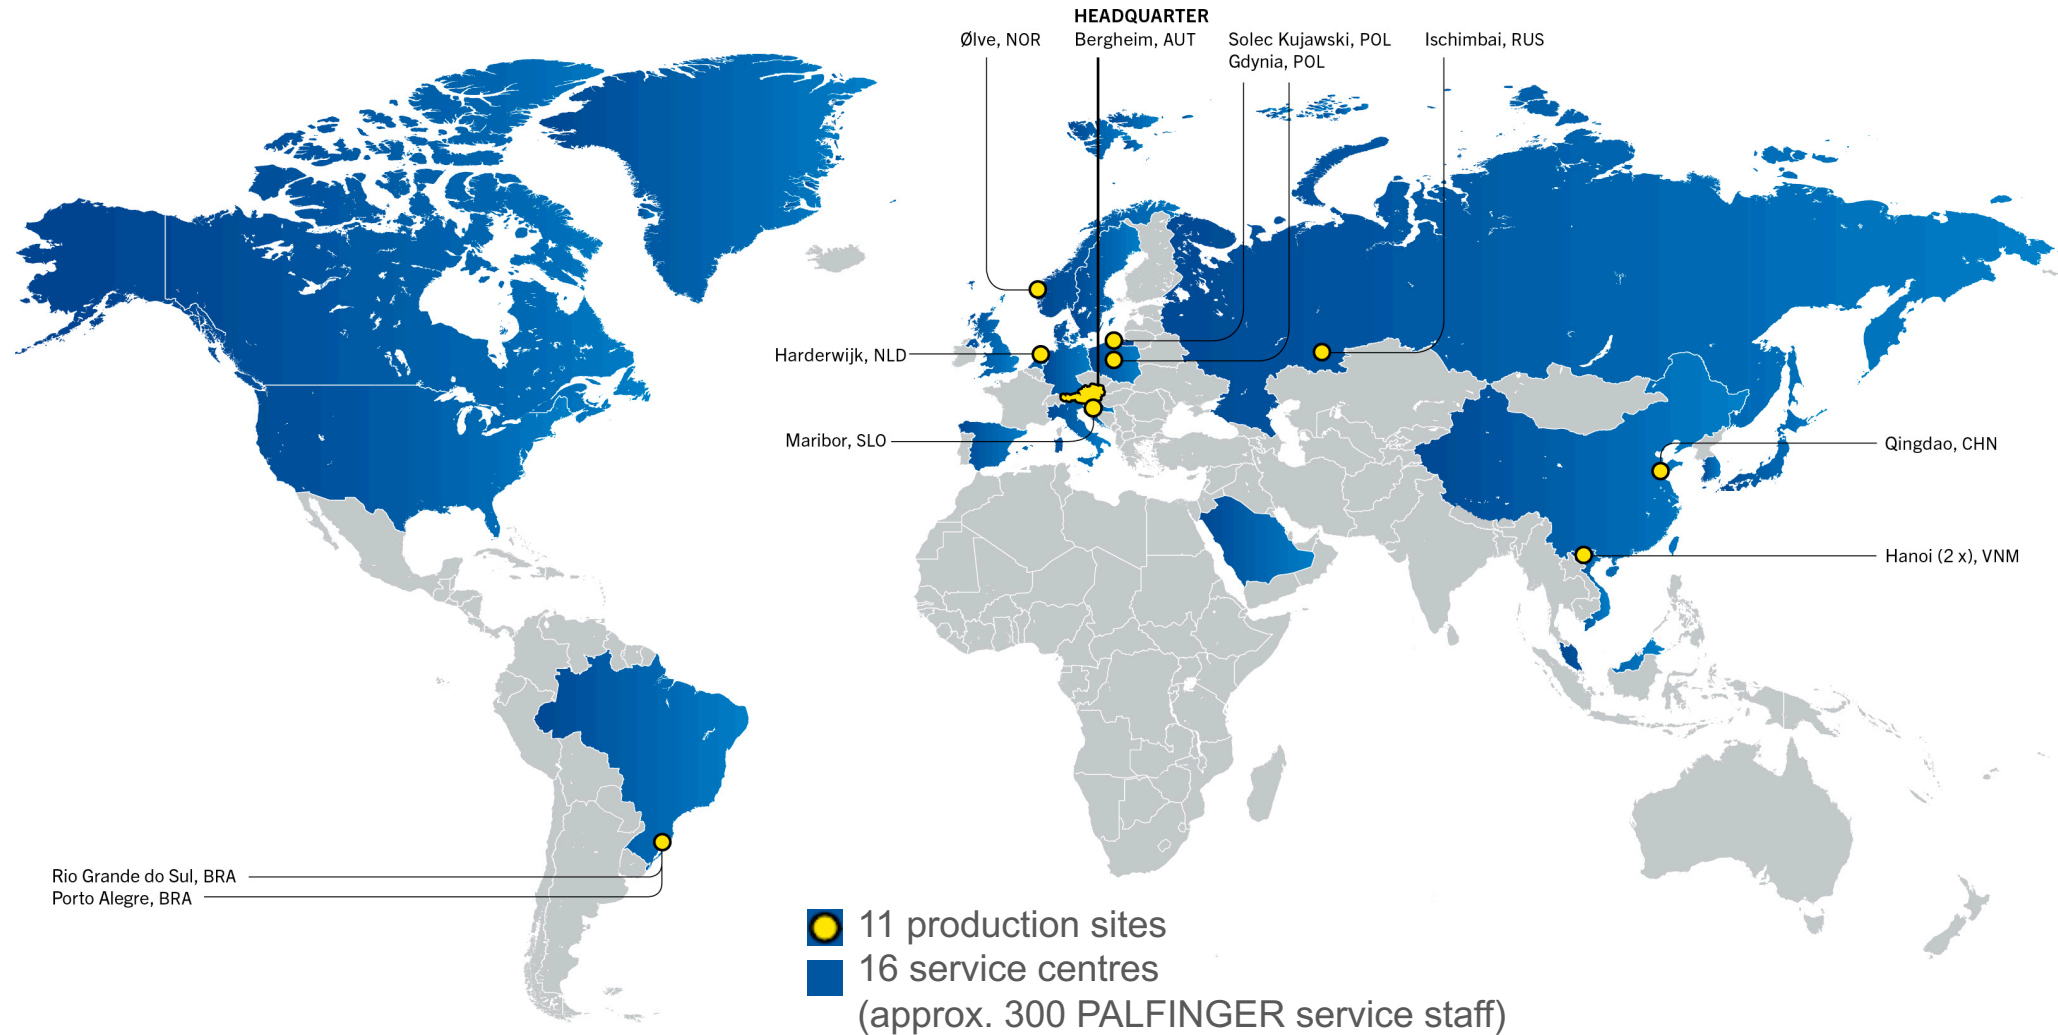 HEADQUARTER
Ølve, NOR
Bergheim, AUT
Solec Kujawski, POL
Gdynia, POL
Ischimbai, RUS
Harderwijk, NLD
Maribor, SLO
Qingdao, CHN
Hanoi (2 x), VNM
Rio Grande do Sul, BRA
Porto Alegre, BRA
11 production sites
16 service centres
(approx. 300 PALFINGER service staff)